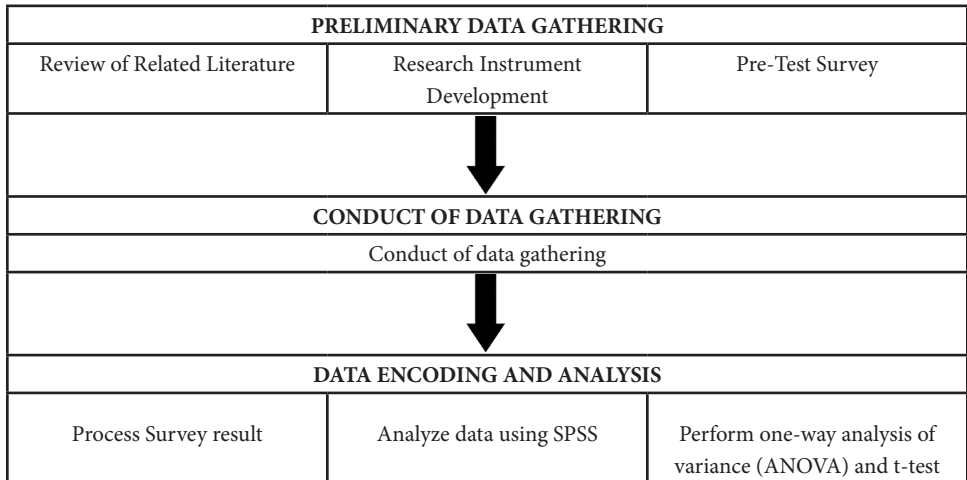 PRELIMINARY DATA GATHERING
Review of Related Literature
Research Instrument
Development
Pre-Test Survey
CONDUCT OF DATA GATHERING
Conduct of data gathering
DATA ENCODING AND ANALYSIS
Process Survey result
Analyze data using SPSS
Perform one-way analysis of
variance (ANOVA) and t-test